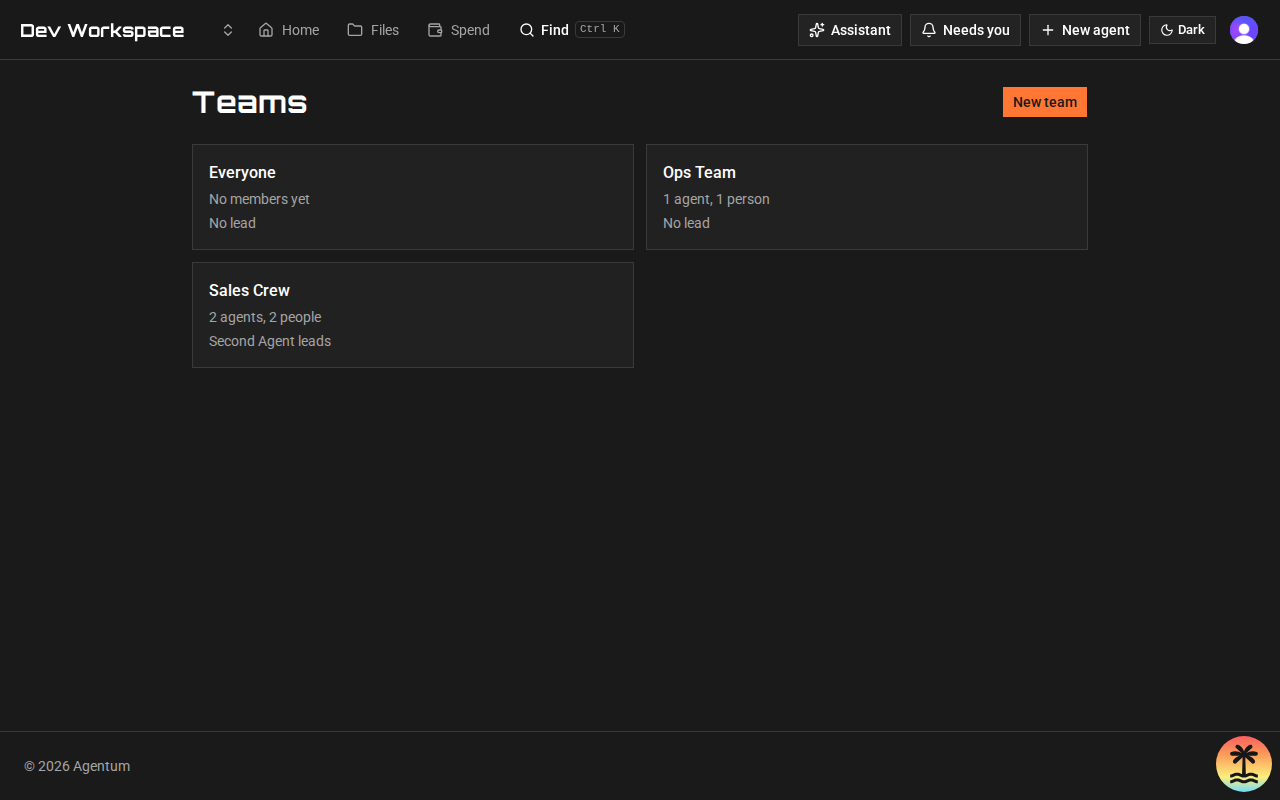 Dev Workspace
Home
Files
Spend
Find
Ctrl K
Assistant
Needs you
New agent
Dark
Teams
New team
Everyone
No members yet
No lead
Ops Team
1 agent, 1 person
No lead
Sales Crew
2 agents, 2 people
Second Agent leads
© 2026 Agentum